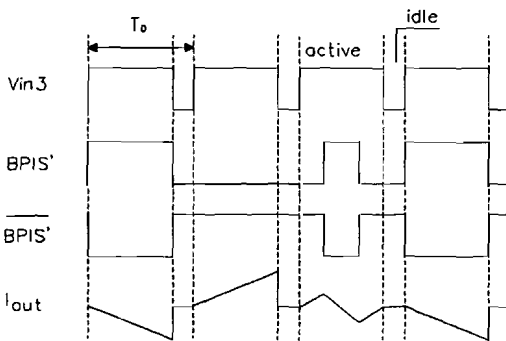 idle
T₀
active
Vin3
BPIS'
BPIS'
Iout